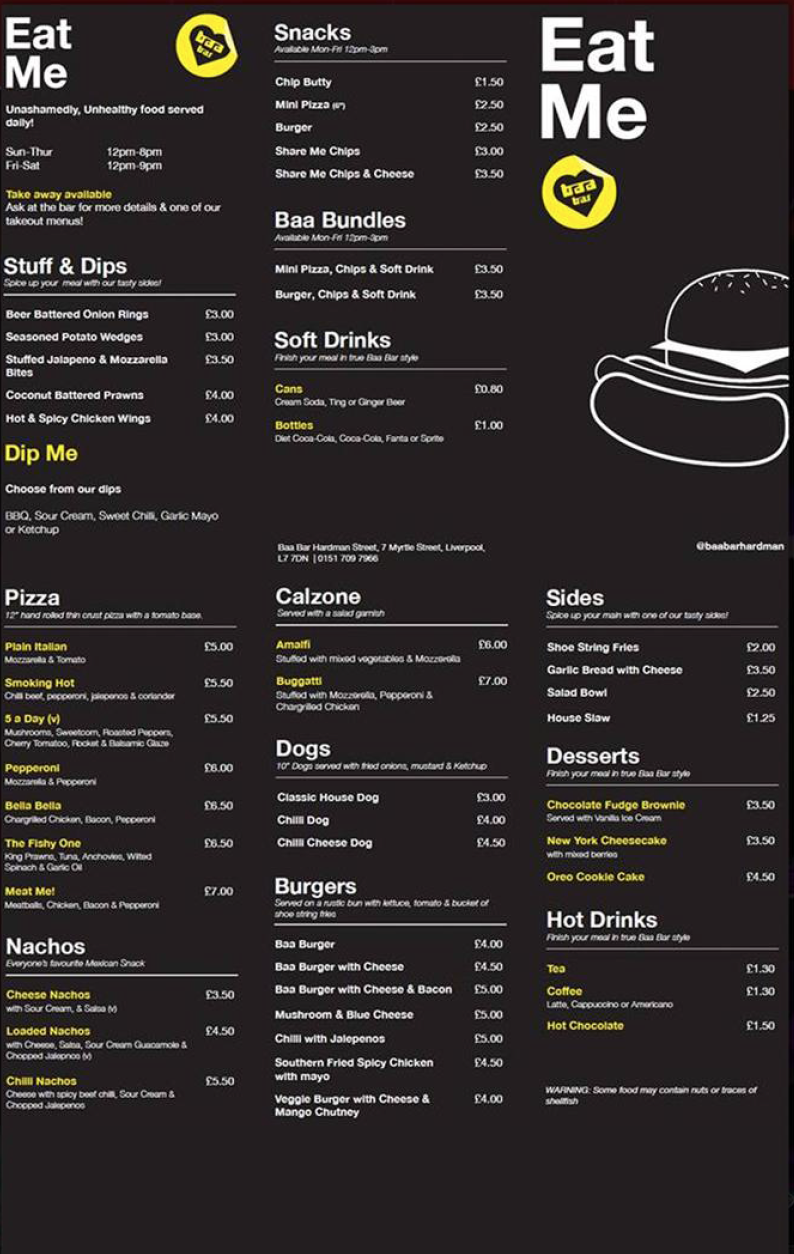 Eat
Me
baa
bar
Unashamedly, Unhealthy food served
daily!
Sun-Thur 12pm-8pm
Fri-Sat 12pm-9pm
Take away available
Ask at the bar for more details & one of our
takeout menus!
Stuff & Dips
Spice up your meal with our tasty sides!
Beer Battered Onion Rings £3.00
Seasoned Potato Wedges £3.00
Stuffed Jalapeno & Mozzarella
Bites £3.50
Coconut Battered Prawns £4.00
Hot & Spicy Chicken Wings £4.00
Dip Me
Choose from our dips
BBQ, Sour Cream, Sweet Chilli, Garlic Mayo
or Ketchup
Snacks
Available Mon-Fri 12pm-3pm
Chip Butty £1.50
Mini Pizza (6") £2.50
Burger £2.50
Share Me Chips £3.00
Share Me Chips & Cheese £3.50
Baa Bundles
Available Mon-Fri 12pm-3pm
Mini Pizza, Chips & Soft Drink £3.50
Burger, Chips & Soft Drink £3.50
Soft Drinks
Finish your meal in true Baa Bar style
Cans £0.80
Cream Soda, Ting or Ginger Beer
Bottles £1.00
Diet Coca-Cola, Coca-Cola, Fanta or Sprite
Baa Bar Hardman Street, 7 Myrtle Street, Liverpool,
L7 7DN | 0151 709 7966
Eat
Me
baa
bar
@baabarhardman
Pizza
12" hand rolled thin crust pizza with a tomato base.
Plain Italian £5.00
Mozzarella & Tomato
Smoking Hot £5.50
Chilli beef, pepperoni, jalepenos & coriander
5 a Day (v) £5.50
Mushrooms, Sweetcorn, Roasted Peppers,
Cherry Tomatoo, Rocket & Balsamic Glaze
Pepperoni £6.00
Mozzarella & Pepperoni
Bella Bella £6.50
Chargrilled Chicken, Bacon, Pepperoni
The Fishy One £6.50
King Prawns, Tuna, Anchovies, Wilted
Spinach & Garlic Oil
Meat Me! £7.00
Meatballs, Chicken, Bacon & Pepperoni
Nachos
Everyone's favourite Mexican Snack
Cheese Nachos £3.50
with Sour Cream, & Salsa (v)
Loaded Nachos £4.50
with Cheese, Salsa, Sour Cream Guacamole &
Chopped Jalepnos (v)
Chilli Nachos £5.50
Cheese with spicy beef chilli, Sour Cream &
Chopped Jalepenos
Calzone
Served with a salad garnish
Amalfi £6.00
Stuffed with mixed vegetables & Mozzerella
Buggatti £7.00
Stuffed with Mozzerella, Pepperoni &
Chargrilled Chicken
Dogs
10" Dogs served with fried onions, mustard & Ketchup
Classic House Dog £3.00
Chilli Dog £4.00
Chilli Cheese Dog £4.50
Burgers
Served on a rustic bun with lettuce, tomato & bucket of
shoe string fries
Baa Burger £4.00
Baa Burger with Cheese £4.50
Baa Burger with Cheese & Bacon £5.00
Mushroom & Blue Cheese £5.00
Chilli with Jalepenos £5.00
Southern Fried Spicy Chicken
with mayo £4.50
Veggie Burger with Cheese &
Mango Chutney £4.00
Sides
Spice up your main with one of our tasty sides!
Shoe String Fries £2.00
Garlic Bread with Cheese £3.50
Salad Bowl £2.50
House Slaw £1.25
Desserts
Finish your meal in true Baa Bar style
Chocolate Fudge Brownie £3.50
Served with Vanilla Ice Cream
New York Cheesecake £3.50
with mixed berries
Oreo Cookie Cake £4.50
Hot Drinks
Finish your meal in true Baa Bar style
Tea £1.30
Coffee £1.30
Latte, Cappuccino or Americano
Hot Chocolate £1.50
WARNING: Some food may contain nuts or traces of
shellfish